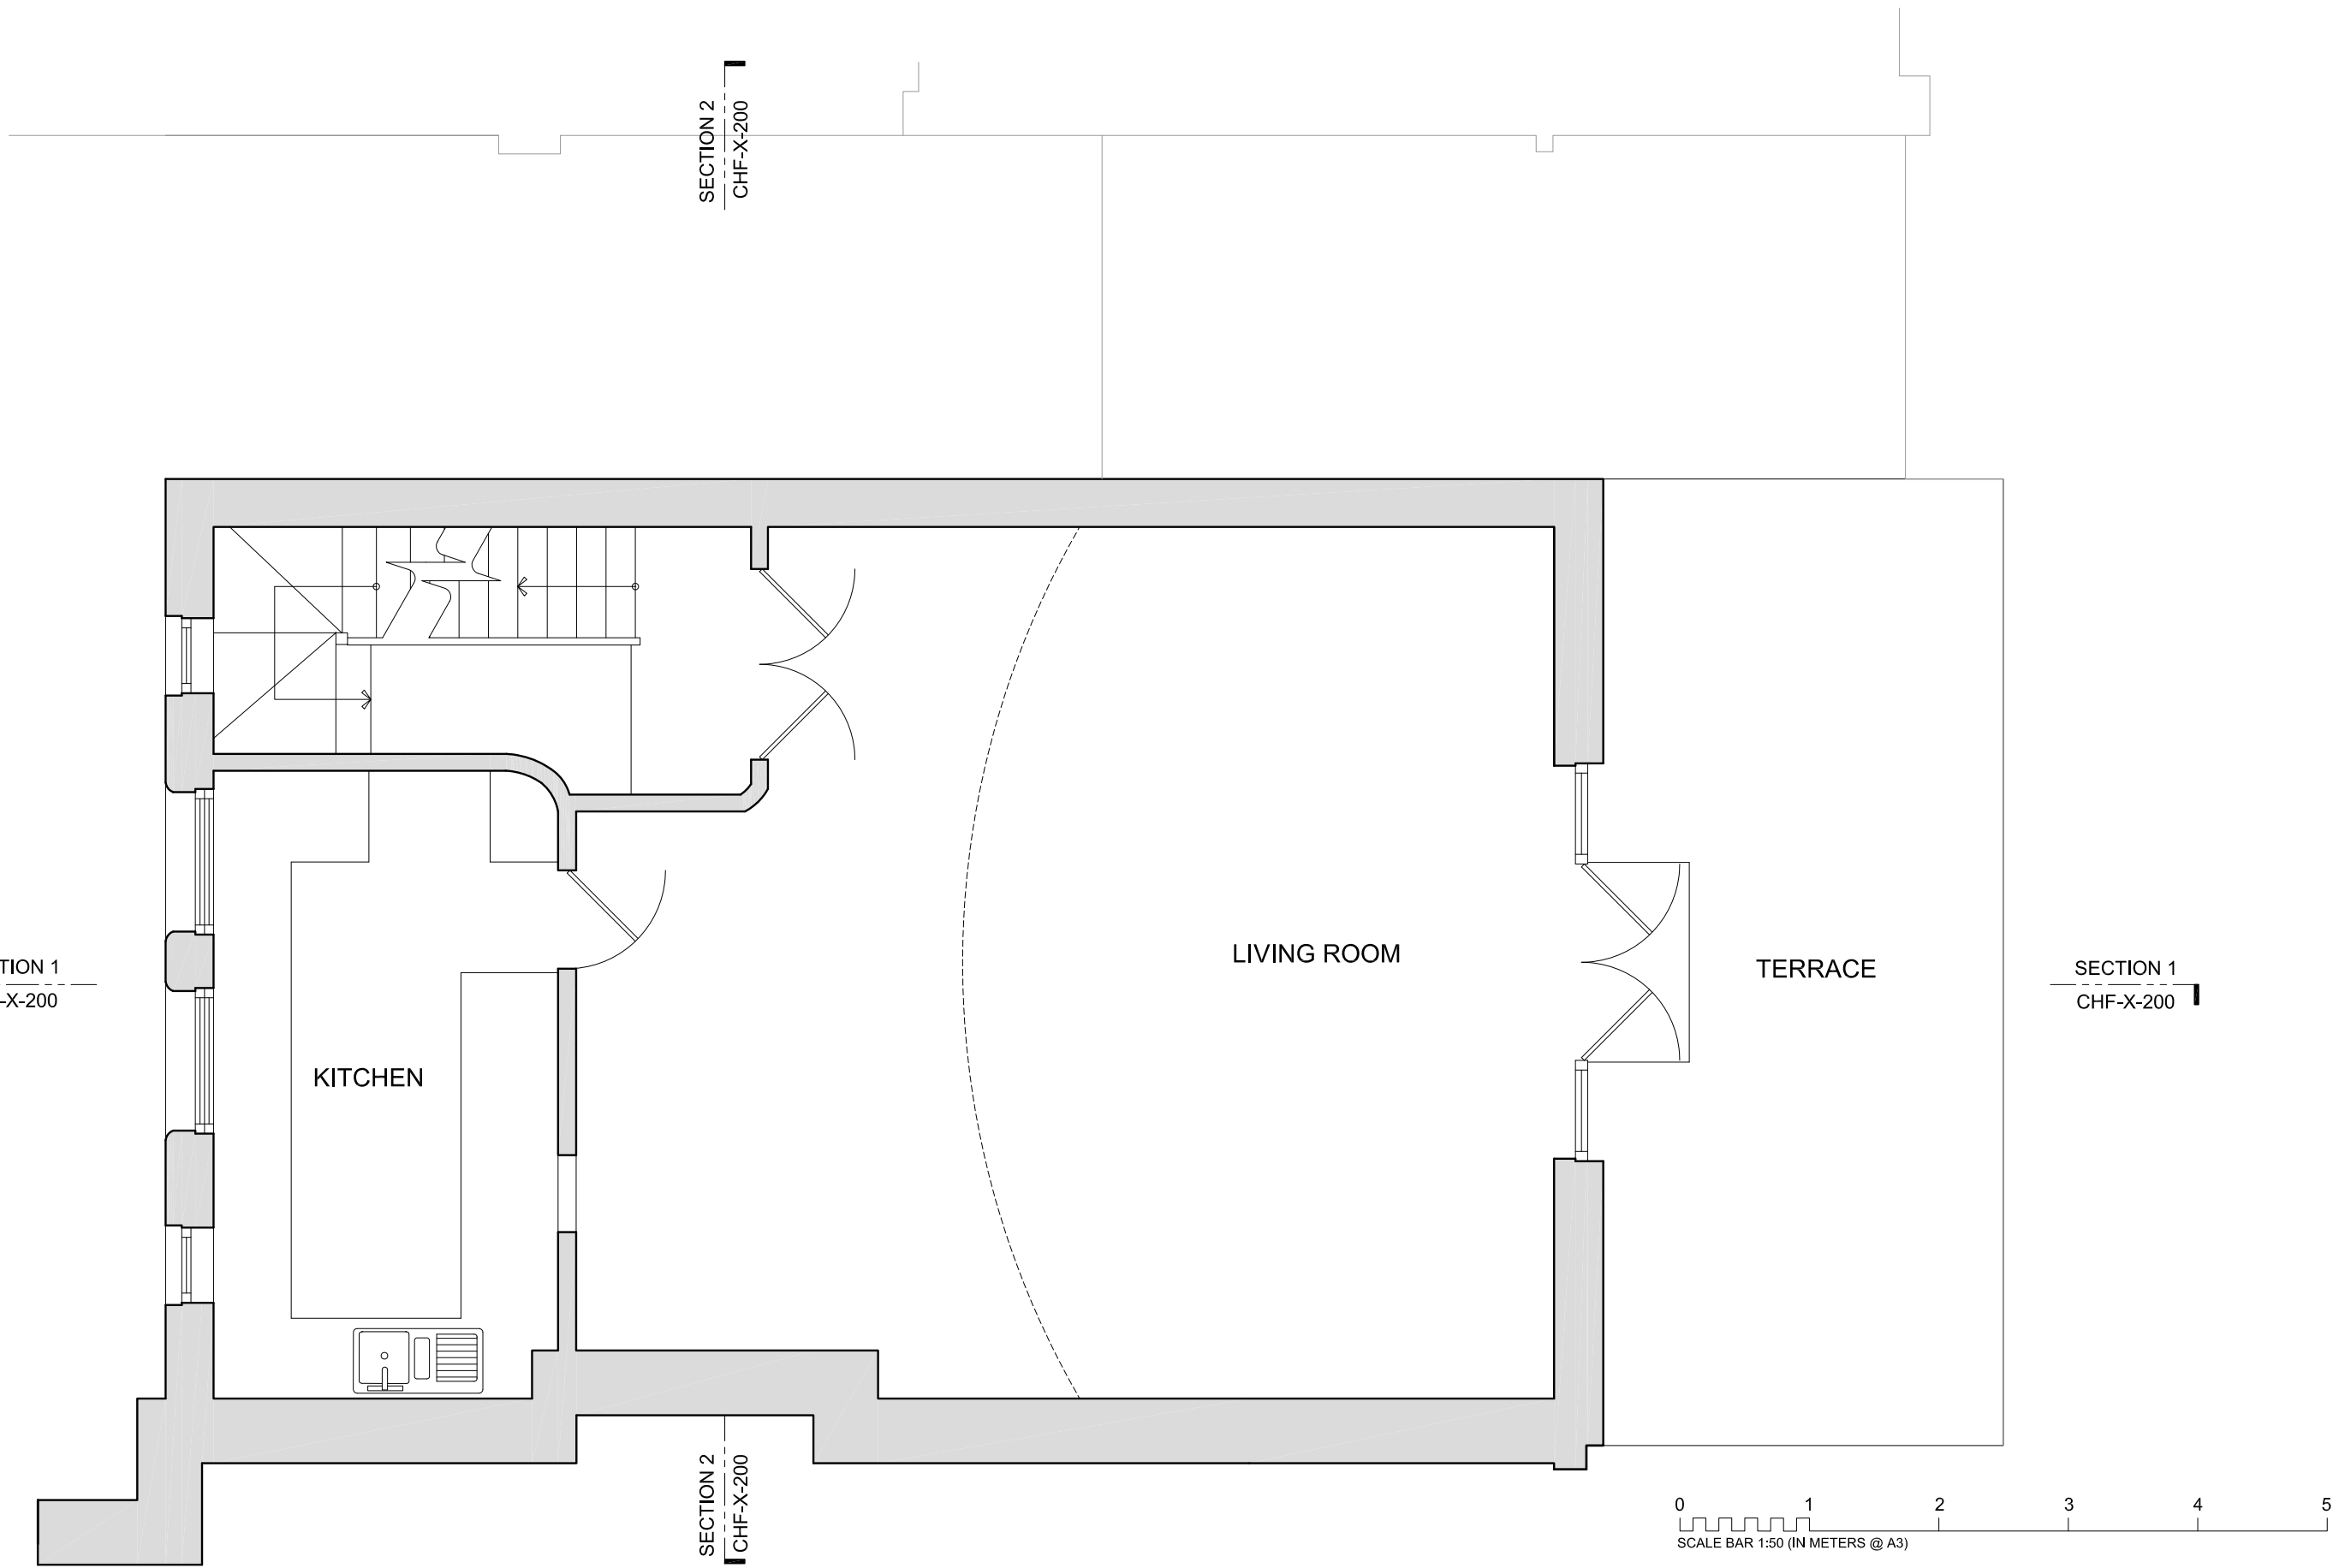 SECTION 2
CHF-X-200
TION 1
-X-200
LIVING ROOM
TERRACE
SECTION 1
CHF-X-200
KITCHEN
SECTION 2
CHF-X-200
0 1 2 3 4 5
SCALE BAR 1:50 (IN METERS @ A3)